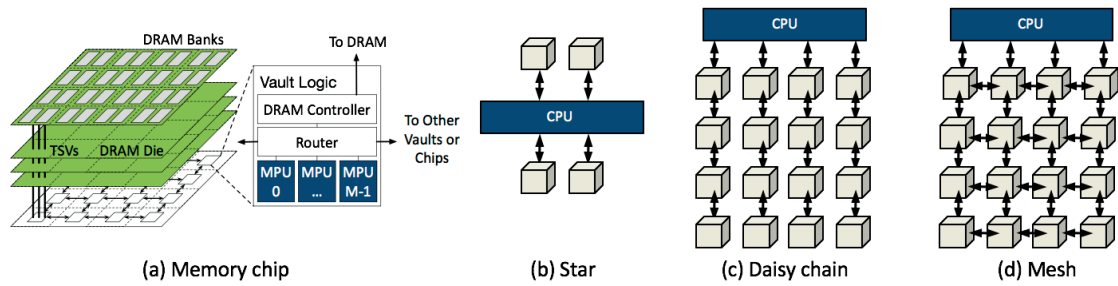 DRAM Banks
To DRAM
Vault Logic
DRAM Controller
Router
MPU
0
MPU
...
MPU
M-1
To Other
Vaults or
Chips
TSVs
DRAM Die
(a) Memory chip
CPU
(b) Star
CPU
(c) Daisy chain
CPU
(d) Mesh